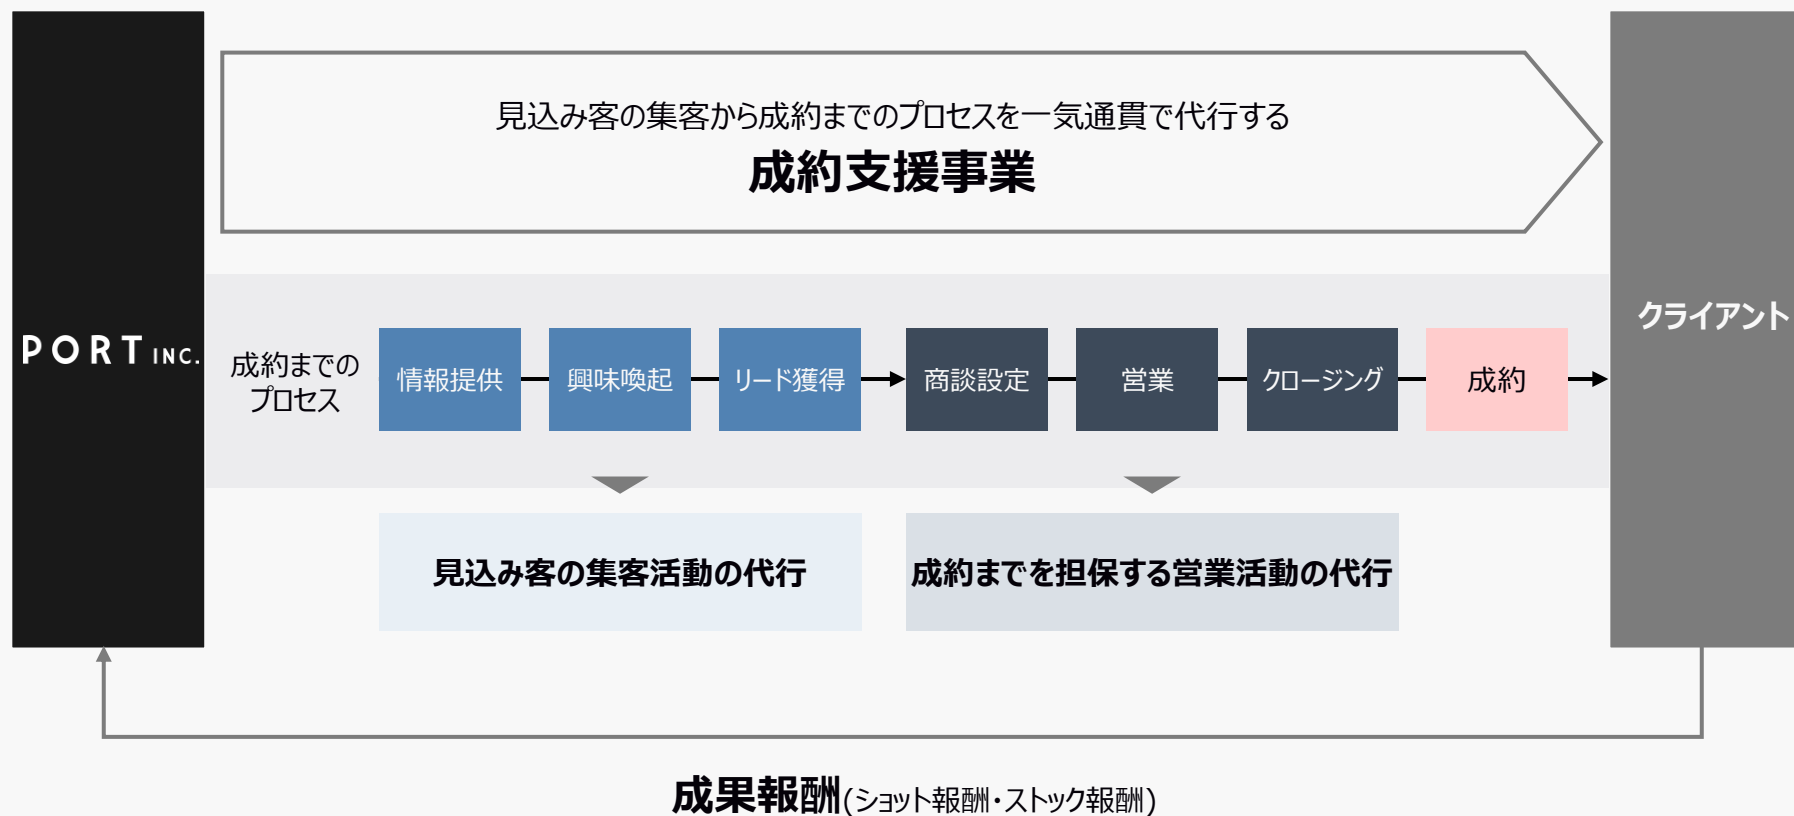 見込み客の集客から成約までのプロセスを一気通貫で代行する
成約支援事業
PORT INC.
クライアント
成約までの
プロセス
情報提供
興味喚起
リード獲得
商談設定
営業
クロージング
成約
見込み客の集客活動の代行
成約までを担保する営業活動の代行
成果報酬(ショット報酬・ストック報酬)